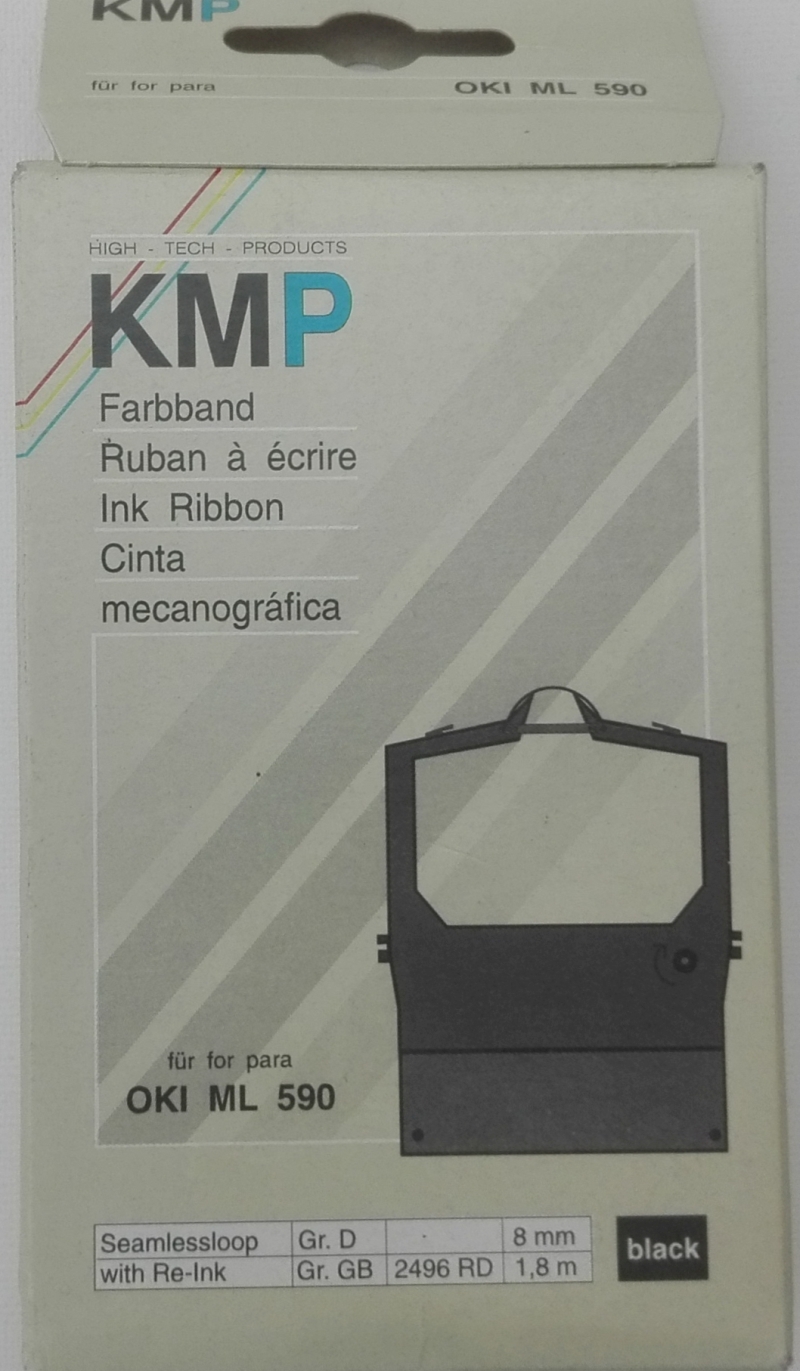 KMP
für for para OKI ML 590
HIGH - TECH - PRODUCTS
KMP
Farbband
Ruban à écrire
Ink Ribbon
Cinta
mecanográfica
für for para
OKI ML 590
Seamlessloop Gr. D - 8 mm
with Re-Ink Gr. GB 2496 RD 1,8 m
black